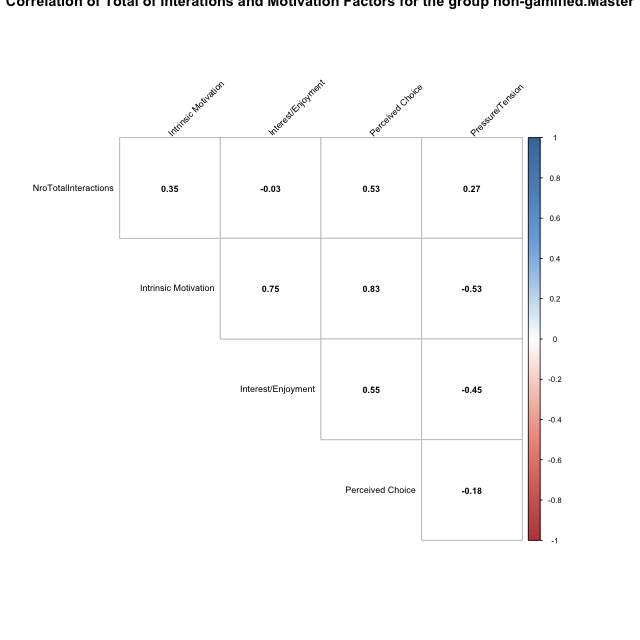 Correlation of Total of Interations and Motivation Factors for the group non-gamified.Master
Intrinsic Motivation
Interest/Enjoyment
Perceived Choice
Pressure/Tension
NroTotalInteractions 0.35 -0.03 0.53 0.27
Intrinsic Motivation 0.75 0.83 -0.53
Interest/Enjoyment 0.55 -0.45
Perceived Choice -0.18
1
0.8
0.6
0.4
0.2
0
-0.2
-0.4
-0.6
-0.8
-1